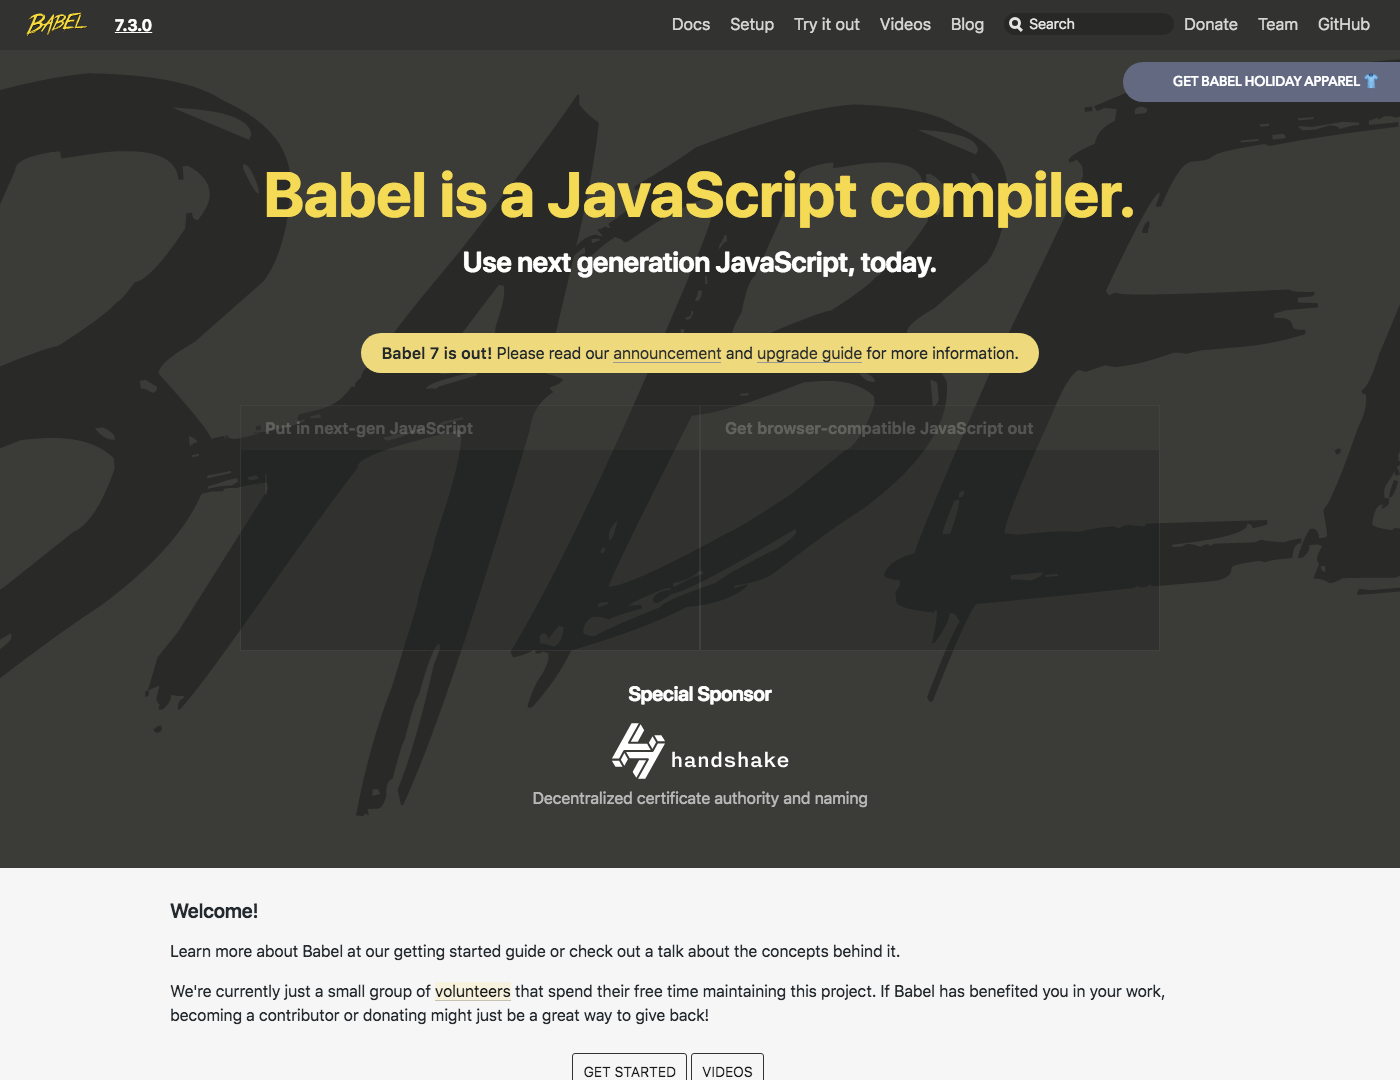 BABEL
7.3.0
Docs
Setup
Try it out
Videos
Blog
Search
Donate
Team
GitHub
GET BABEL HOLIDAY APPAREL
BABEL
Babel is a JavaScript compiler.
Use next generation JavaScript, today.
Babel 7 is out! Please read our announcement and upgrade guide for more information.
Put in next-gen JavaScript
Get browser-compatible JavaScript out
Special Sponsor
handshake
Decentralized certificate authority and naming
Welcome!
Learn more about Babel at our getting started guide or check out a talk about the concepts behind it.
We're currently just a small group of volunteers that spend their free time maintaining this project. If Babel has benefited you in your work,
becoming a contributor or donating might just be a great way to give back!
GET STARTED
VIDEOS